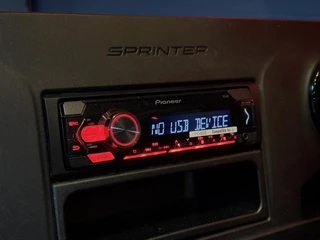 SPRINTER
Pioneer
NO USB DEVICE